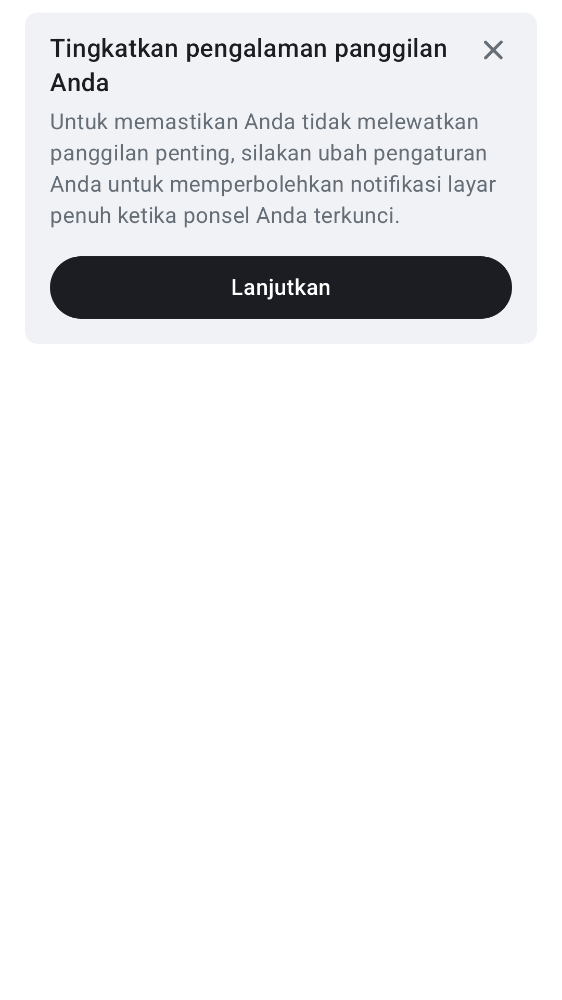 Tingkatkan pengalaman panggilan
Anda
Untuk memastikan Anda tidak melewatkan
panggilan penting, silakan ubah pengaturan
Anda untuk memperbolehkan notifikasi layar
penuh ketika ponsel Anda terkunci.
Lanjutkan